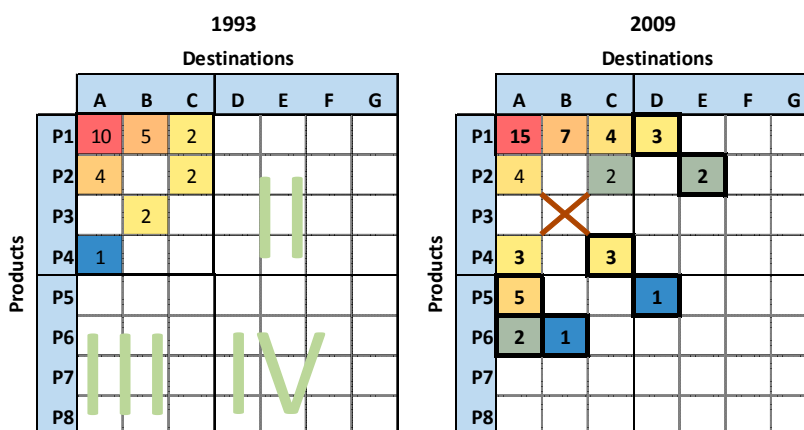 1993
Destinations
A B C D E F G
P1 10 5 2
P2 4 2
P3 2
P4 1
P5
P6
P7
P8
Products
II
III IV
2009
Destinations
A B C D E F G
P1 15 7 4 3
P2 4 2 2
P3
P4 3 3
P5 5 1
P6 2 1
P7
P8
Products